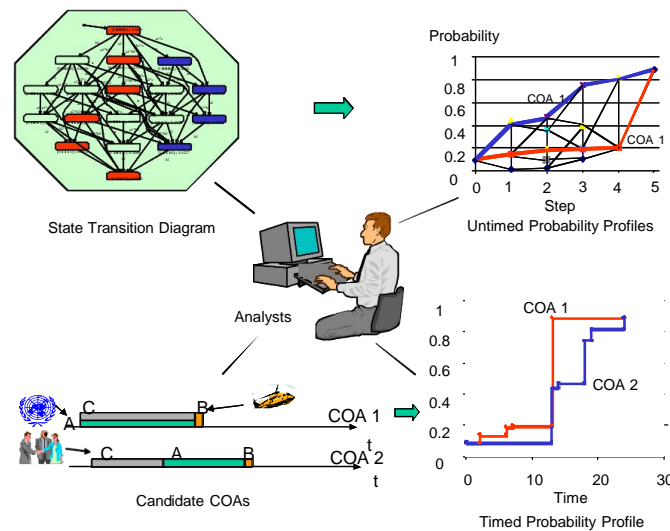 Probability
1
0.8
0.6
0.4
0.2
0
COA 1
COA 1
0
1
2
3
4
5
Step
Untimed Probability Profiles
State Transition Diagram
Analysts
1
0.8
0.6
0.4
0.2
0
COA 1
COA 2
0
10
20
30
Time
Timed Probability Profile
A
C
B
COA 1
t
C
A
B
COA 2
t
Candidate COAs